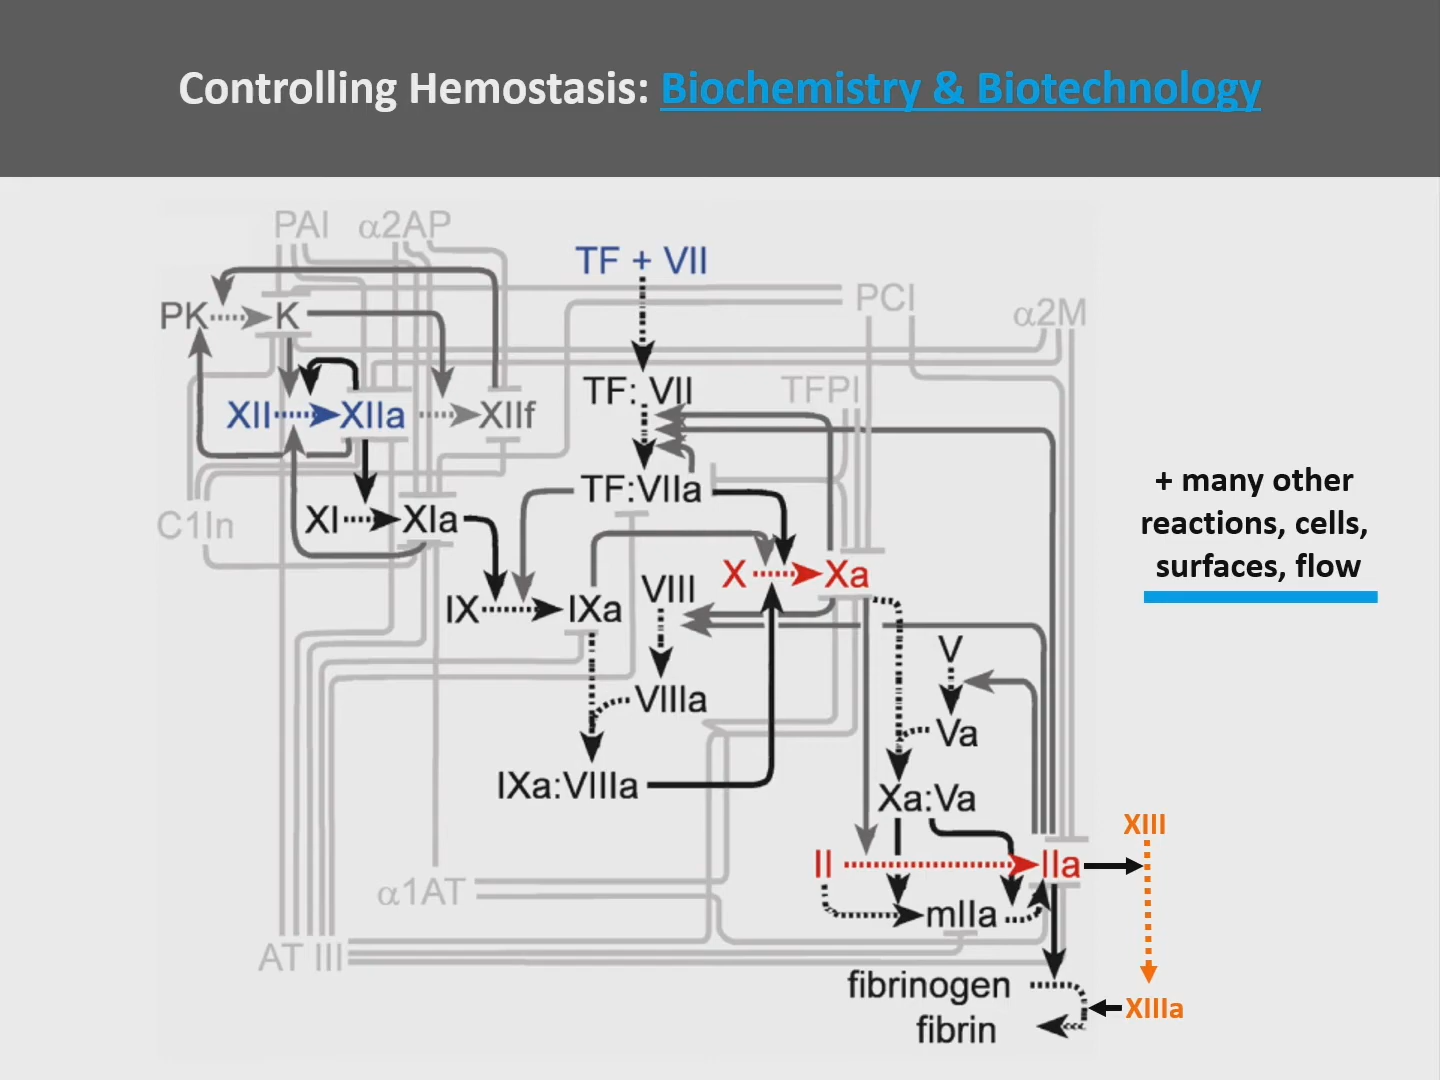 Controlling Hemostasis: Biochemistry & Biotechnology
PAI
α2AP
TF + VII
PCI
α2M
PK
K
TF: VII
TFPI
XII
XIIa
XIIf
+ many other
reactions, cells,
surfaces, flow
TF:VIIa
C1In
XI
XIa
X
Xa
VIII
IX
IXa
V
VIIIa
Va
IXa:VIIIa
Xa:Va
XIII
II
IIa
α1AT
mIIa
AT III
fibrinogen
XIIIa
fibrin